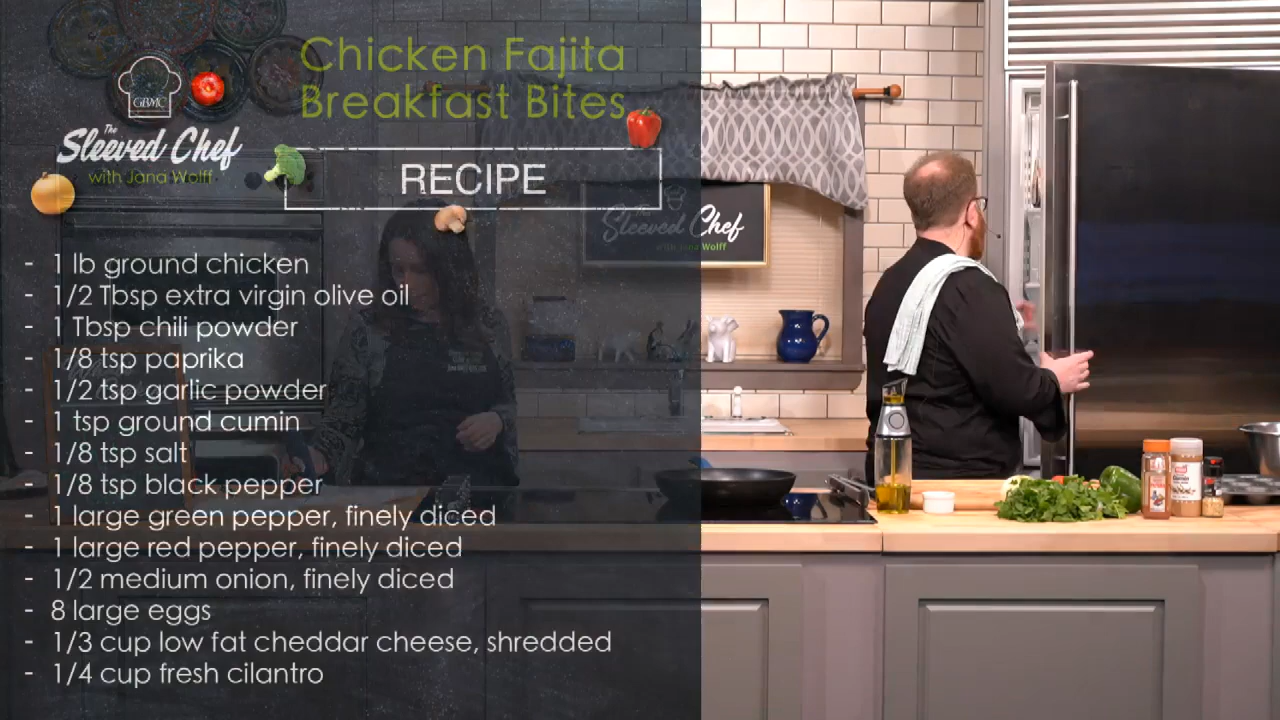 Chicken Fajita
Breakfast Bites
GBMC
The
Sleeved Chef
with Jana Wolff
RECIPE
The
Sleeved Chef
with Jana Wolff
- 1 lb ground chicken
- 1/2 Tbsp extra virgin olive oil
- 1 Tbsp chili powder
- 1/8 tsp paprika
- 1/2 tsp garlic powder
- 1 tsp ground cumin
- 1/8 tsp salt
- 1/8 tsp black pepper
- 1 large green pepper, finely diced
- 1 large red pepper, finely diced
- 1/2 medium onion, finely diced
- 8 large eggs
- 1/3 cup low fat cheddar cheese, shredded
- 1/4 cup fresh cilantro